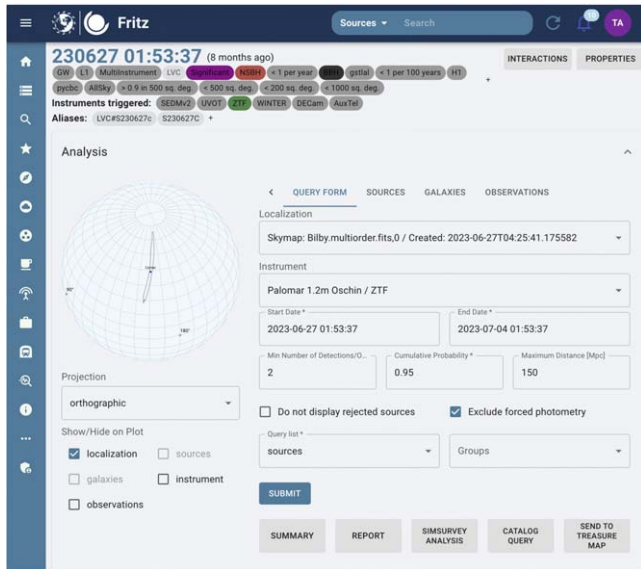 Fritz
Sources
Search
10
TA
230627 01:53:37 (8 months ago)
INTERACTIONS
PROPERTIES
GW L1 MultiInstrument LVC Significant NSBH < 1 per year BBH gstlal < 1 per 100 years H1
pycbc AllSky > 0.9 in 500 sq. deg. < 500 sq. deg. < 200 sq. deg. < 1000 sq. deg. +
Instruments triggered: SEDMv2 UVOT ZTF WINTER DECam AuxTel
Aliases: LVC#S230627c S230627C +
Analysis
QUERY FORM SOURCES GALAXIES OBSERVATIONS
Localization
Skymap: Bilby.multiorder.fits,0 / Created: 2023-06-27T04:25:41.175582
Instrument
Palomar 1.2m Oschin / ZTF
Start Date *
End Date *
2023-06-27 01:53:37
2023-07-04 01:53:37
Min Number of Detections/O...
Cumulative Probability *
Maximum Distance [Mpc]
2
0.95
150
180°
Projection
orthographic
Do not display rejected sources
Exclude forced photometry
Show/Hide on Plot
Query list *
localization
sources
sources
Groups
galaxies
instrument
observations
SUBMIT
SUMMARY
REPORT
SIMSURVEY ANALYSIS
CATALOG QUERY
SEND TO TREASURE MAP